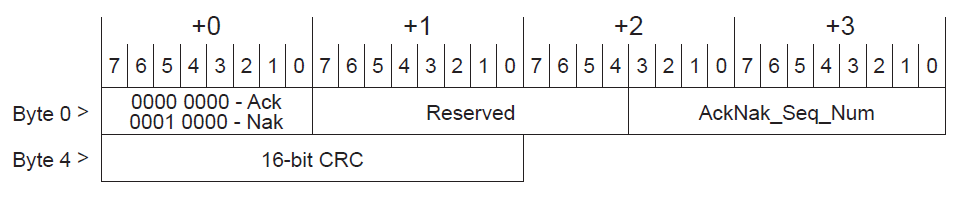 +0 +1 +2 +3
7 6 5 4 3 2 1 0 7 6 5 4 3 2 1 0 7 6 5 4 3 2 1 0 7 6 5 4 3 2 1 0
Byte 0 >
0000 0000 - Ack
0001 0000 - Nak
Reserved
AckNak_Seq_Num
Byte 4 >
16-bit CRC